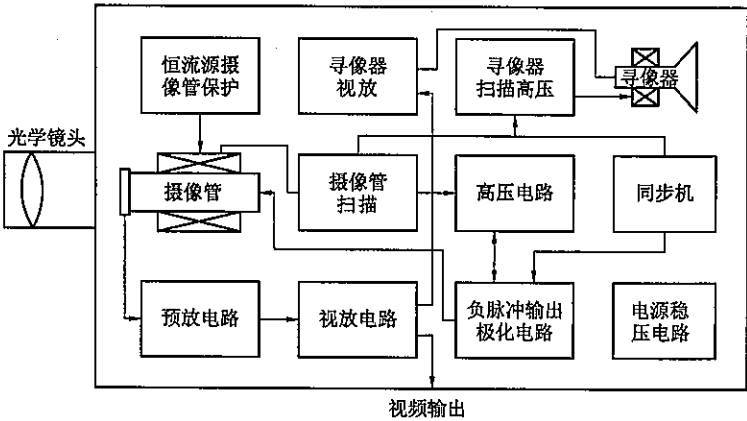 恒流源摄
像管保护
寻像器
视放
寻像器
扫描高压
寻像器
光学镜头
摄像管
摄像管
扫描
高压电路
同步机
预放电路
视放电路
负脉冲输出
极化电路
电源稳
压电路
视频输出